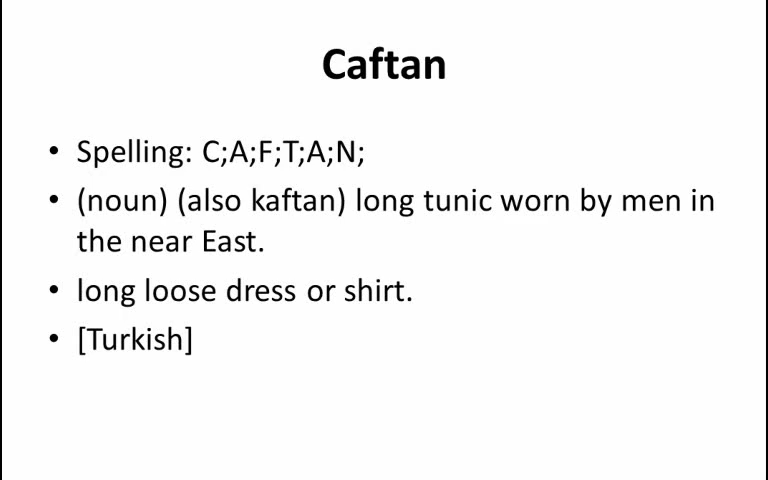 Caftan
• Spelling: C;A;F;T;A;N;
• (noun) (also kaftan) long tunic worn by men in
the near East.
• long loose dress or shirt.
• [Turkish]